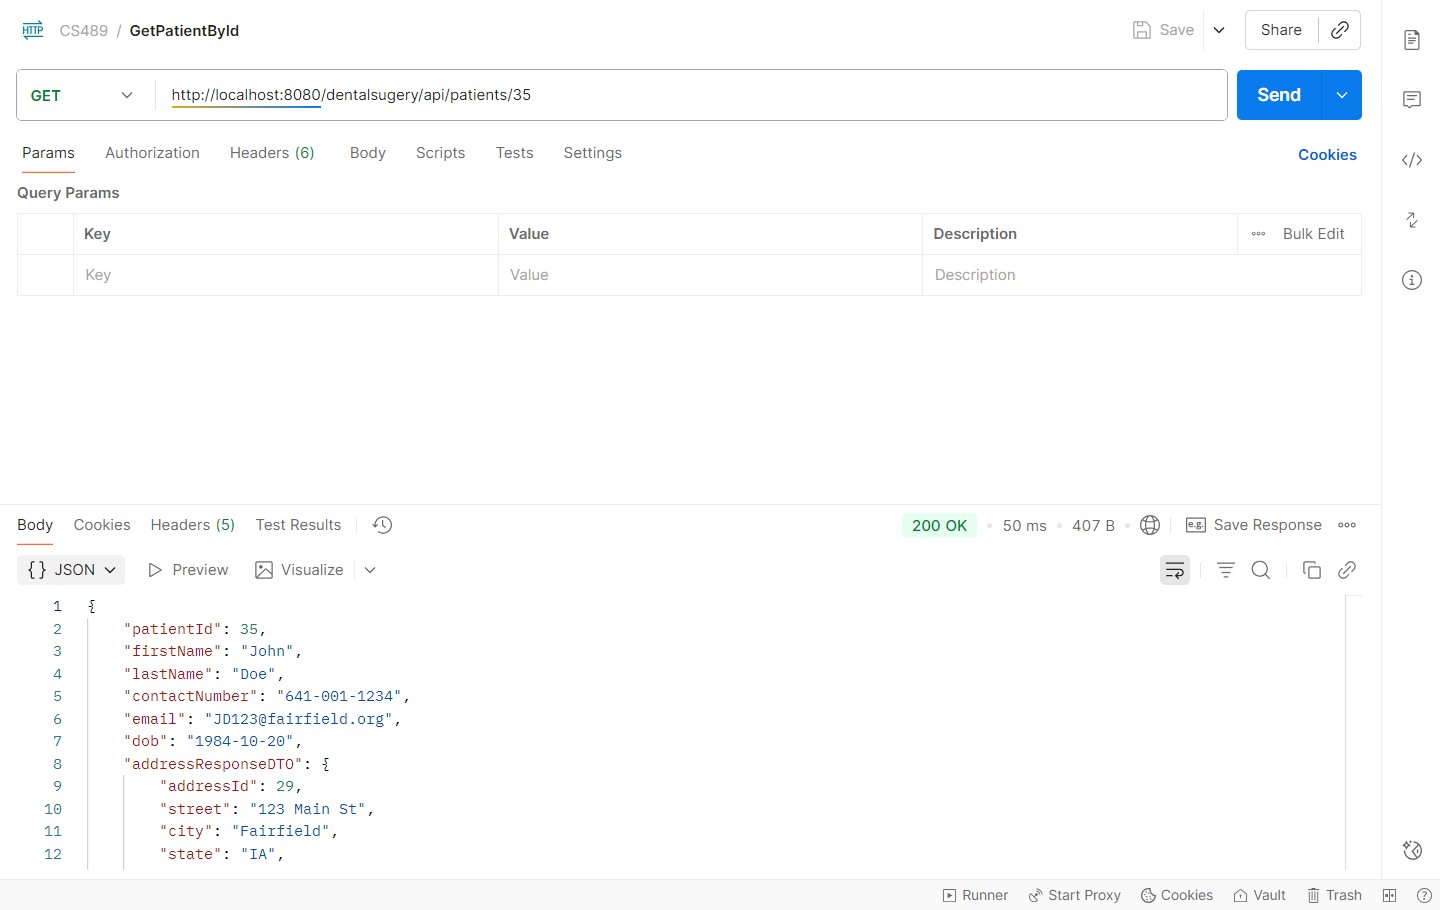 HTTP CS489 / GetPatientById Save Share
GET http://localhost:8080/dentalsugery/api/patients/35 Send
Params Authorization Headers (6) Body Scripts Tests Settings Cookies
Query Params
Key Value Description Bulk Edit
Key Value Description
Body Cookies Headers (5) Test Results 200 OK 50 ms 407 B e.g. Save Response
{} JSON Preview Visualize
1 {
2 "patientId": 35,
3 "firstName": "John",
4 "lastName": "Doe",
5 "contactNumber": "641-001-1234",
6 "email": "JD123@fairfield.org",
7 "dob": "1984-10-20",
8 "addressResponseDTO": {
9 "addressId": 29,
10 "street": "123 Main St",
11 "city": "Fairfield",
12 "state": "IA",
Runner Start Proxy Cookies Vault Trash